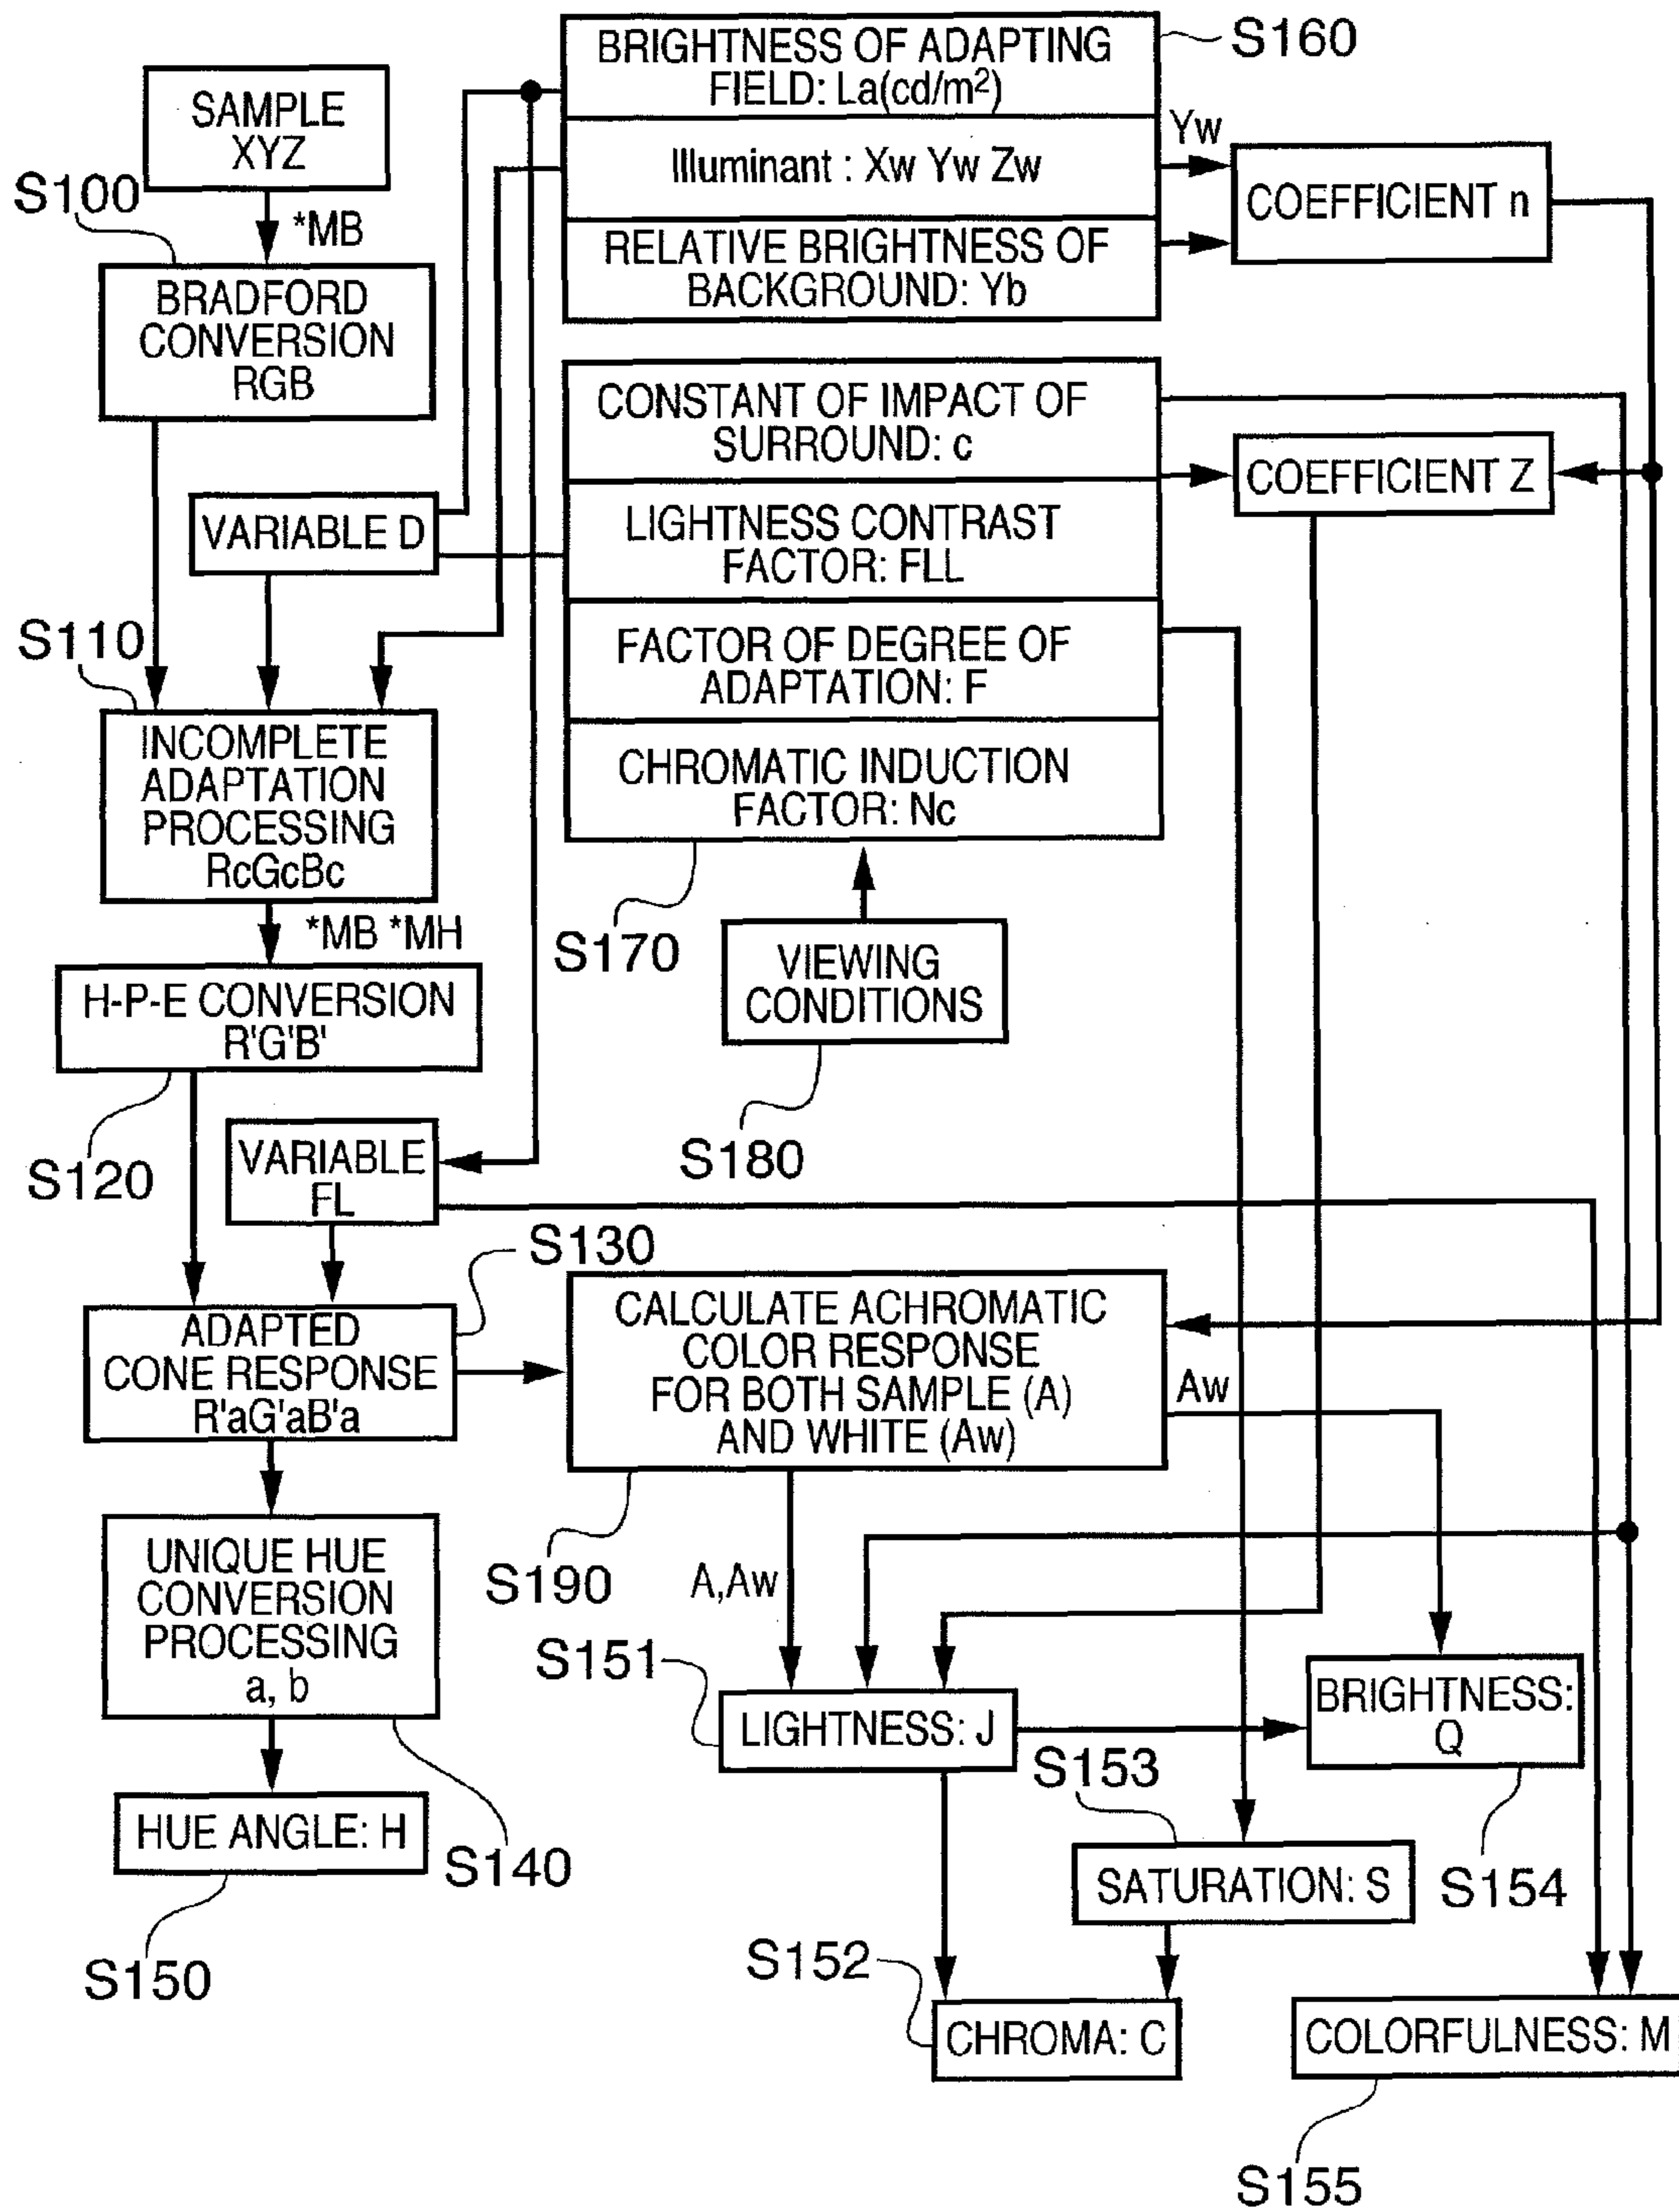 BRIGHTNESS OF ADAPTING
FIELD: La(cd/m²)
S160
SAMPLE
XYZ
Yw
Illuminant : Xw Yw Zw
S100
*MB
COEFFICIENT n
RELATIVE BRIGHTNESS OF
BACKGROUND: Yb
BRADFORD
CONVERSION
RGB
CONSTANT OF IMPACT OF
SURROUND: c
COEFFICIENT Z
VARIABLE D
LIGHTNESS CONTRAST
FACTOR: FLL
S110
FACTOR OF DEGREE OF
ADAPTATION: F
INCOMPLETE
ADAPTATION
PROCESSING
RcGcBc
CHROMATIC INDUCTION
FACTOR: Nc
*MB *MH
S170
VIEWING
CONDITIONS
H-P-E CONVERSION
R'G'B'
S180
S120
VARIABLE
FL
S130
ADAPTED
CONE RESPONSE
R'aG'aB'a
CALCULATE ACHROMATIC
COLOR RESPONSE
FOR BOTH SAMPLE (A)
AND WHITE (Aw)
Aw
UNIQUE HUE
CONVERSION
PROCESSING
a, b
S190
A,Aw
S151
LIGHTNESS: J
BRIGHTNESS:
Q
S153
HUE ANGLE: H
S140
SATURATION: S
S154
S150
S152
CHROMA: C
COLORFULNESS: M
S155